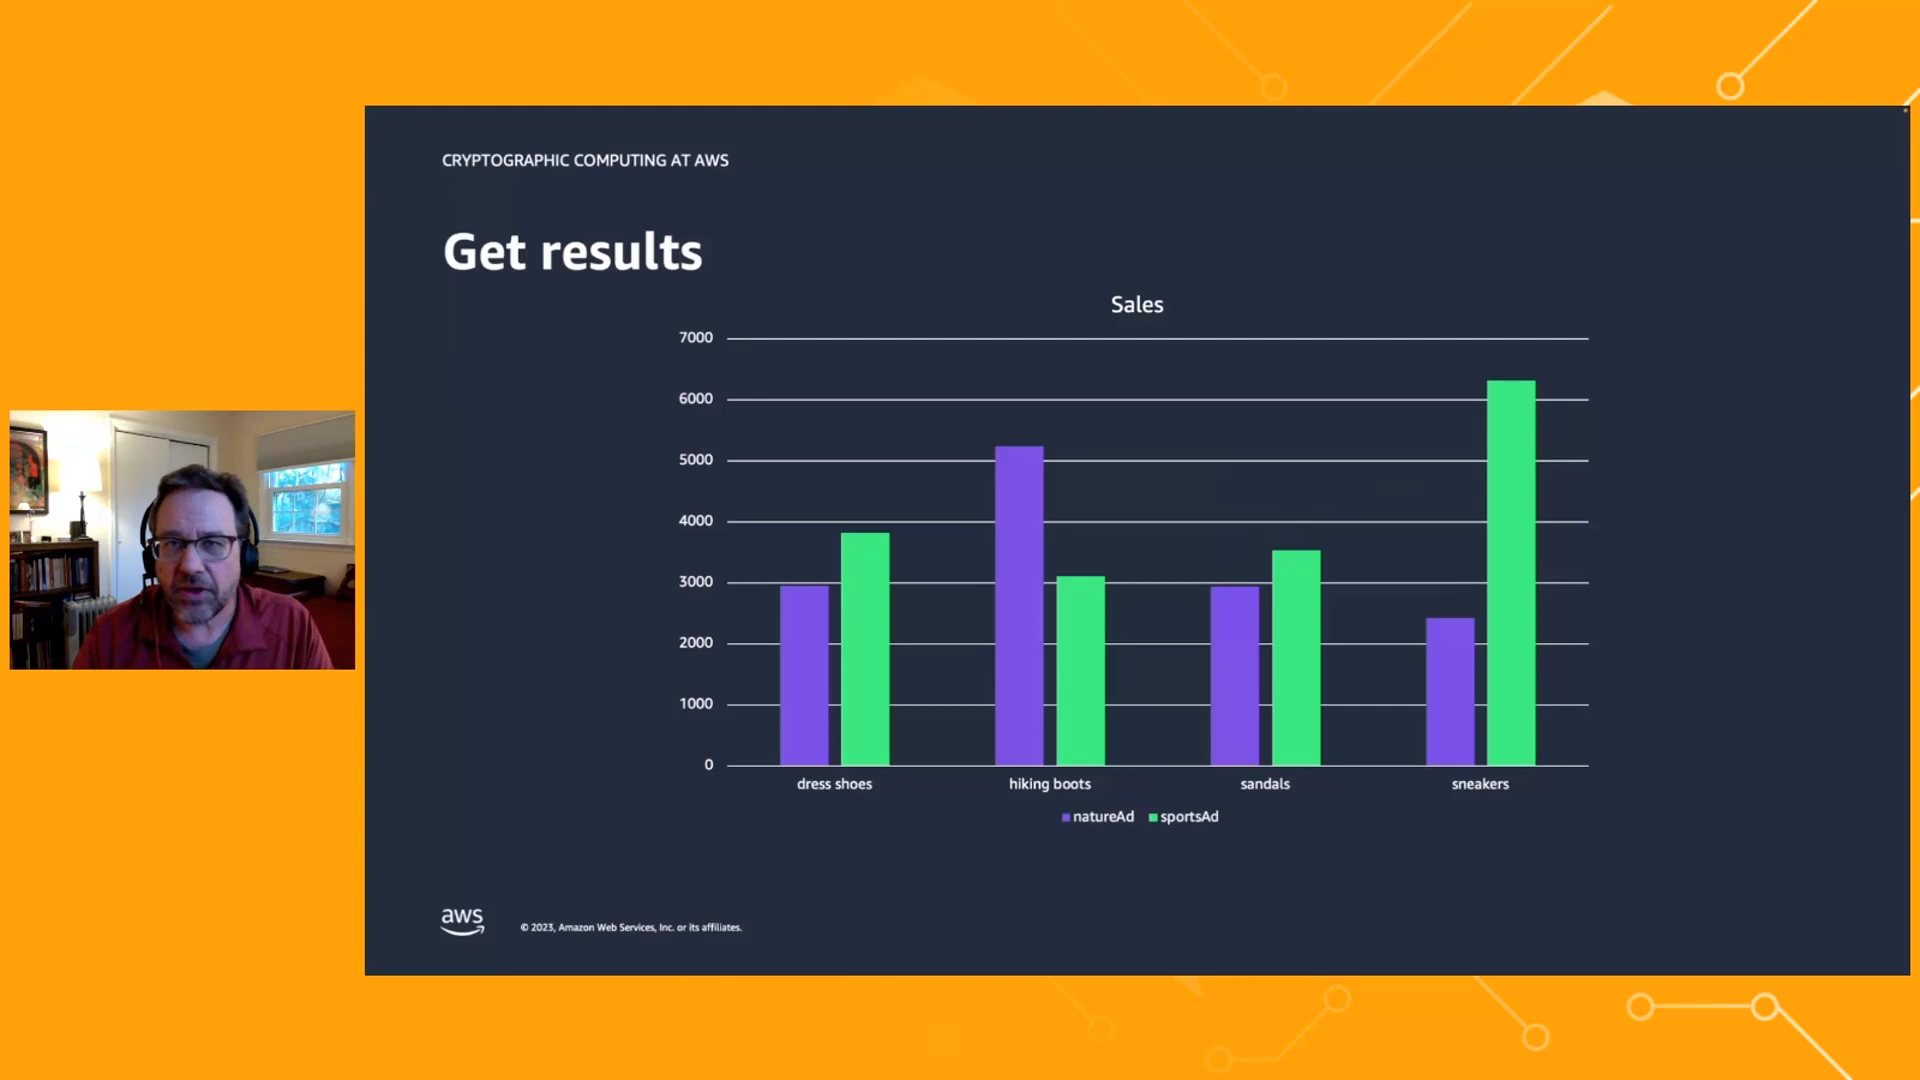 CRYPTOGRAPHIC COMPUTING AT AWS
Get results
Sales
7000
6000
5000
4000
3000
2000
1000
0
dress shoes hiking boots sandals sneakers
natureAd sportsAd
aws © 2023, Amazon Web Services, Inc. or its affiliates.